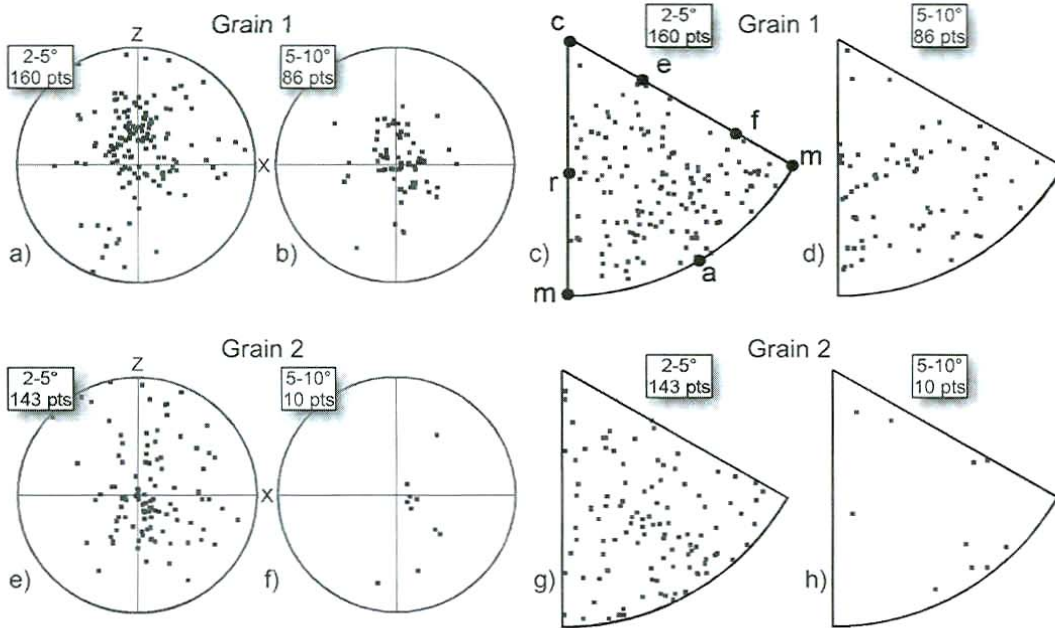 Grain 1
2-5°
160 pts
Z
X
a)
5-10°
86 pts
b)
Grain 1
2-5°
160 pts
c
e
f
m
r
a
m
c)
5-10°
86 pts
d)
Grain 2
2-5°
143 pts
Z
X
e)
5-10°
10 pts
f)
Grain 2
2-5°
143 pts
g)
5-10°
10 pts
h)